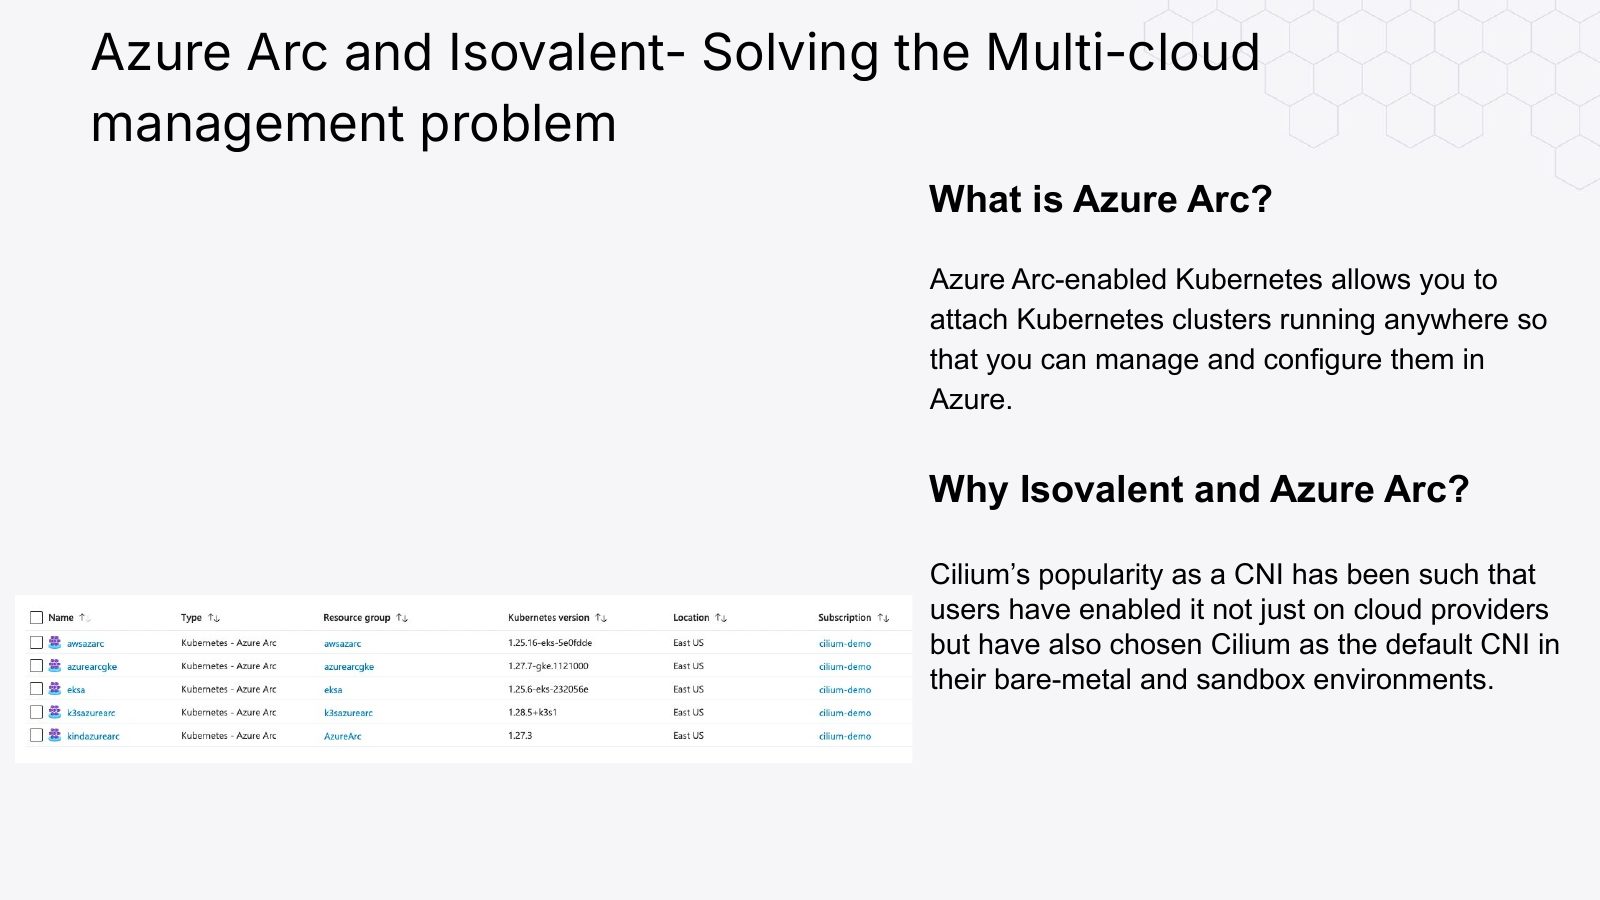 Azure Arc and Isovalent- Solving the Multi-cloud
management problem
What is Azure Arc?
Azure Arc-enabled Kubernetes allows you to
attach Kubernetes clusters running anywhere so
that you can manage and configure them in
Azure.
Why Isovalent and Azure Arc?
Cilium’s popularity as a CNI has been such that
users have enabled it not just on cloud providers
but have also chosen Cilium as the default CNI in
their bare-metal and sandbox environments.
Name ↑↓ Type ↑↓ Resource group ↑↓ Kubernetes version ↑↓ Location ↑↓ Subscription ↑↓
awsazarc Kubernetes - Azure Arc awsazarc 1.25.16-eks-5e0fdde East US cilium-demo
azurearcgke Kubernetes - Azure Arc azurearcgke 1.27.7-gke.1121000 East US cilium-demo
eksa Kubernetes - Azure Arc eksa 1.25.6-eks-232056e East US cilium-demo
k3sazurearc Kubernetes - Azure Arc k3sazurearc 1.28.5+k3s1 East US cilium-demo
kindazurearc Kubernetes - Azure Arc AzureArc 1.27.3 East US cilium-demo